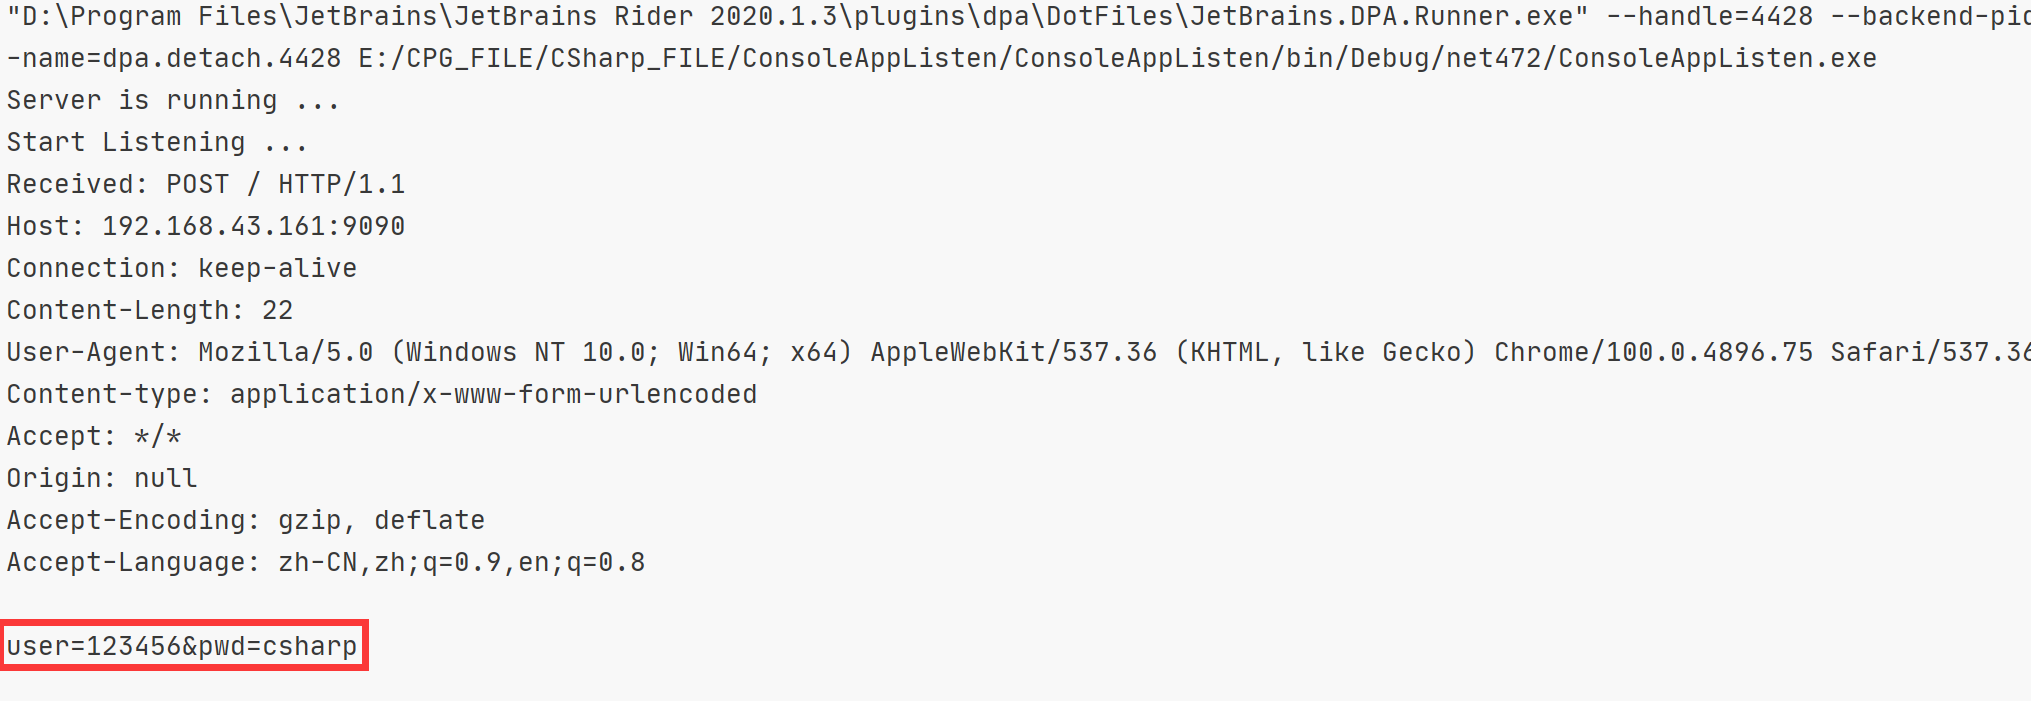 "D:\Program Files\JetBrains\JetBrains Rider 2020.1.3\plugins\dpa\DotFiles\JetBrains.DPA.Runner.exe" --handle=4428 --backend-pid
-name=dpa.detach.4428 E:/CPG_FILE/CSharp_FILE/ConsoleAppListen/ConsoleAppListen/bin/Debug/net472/ConsoleAppListen.exe
Server is running ...
Start Listening ...
Received: POST / HTTP/1.1
Host: 192.168.43.161:9090
Connection: keep-alive
Content-Length: 22
User-Agent: Mozilla/5.0 (Windows NT 10.0; Win64; x64) AppleWebKit/537.36 (KHTML, like Gecko) Chrome/100.0.4896.75 Safari/537.36
Content-type: application/x-www-form-urlencoded
Accept: */*
Origin: null
Accept-Encoding: gzip, deflate
Accept-Language: zh-CN,zh;q=0.9,en;q=0.8
user=123456&pwd=csharp